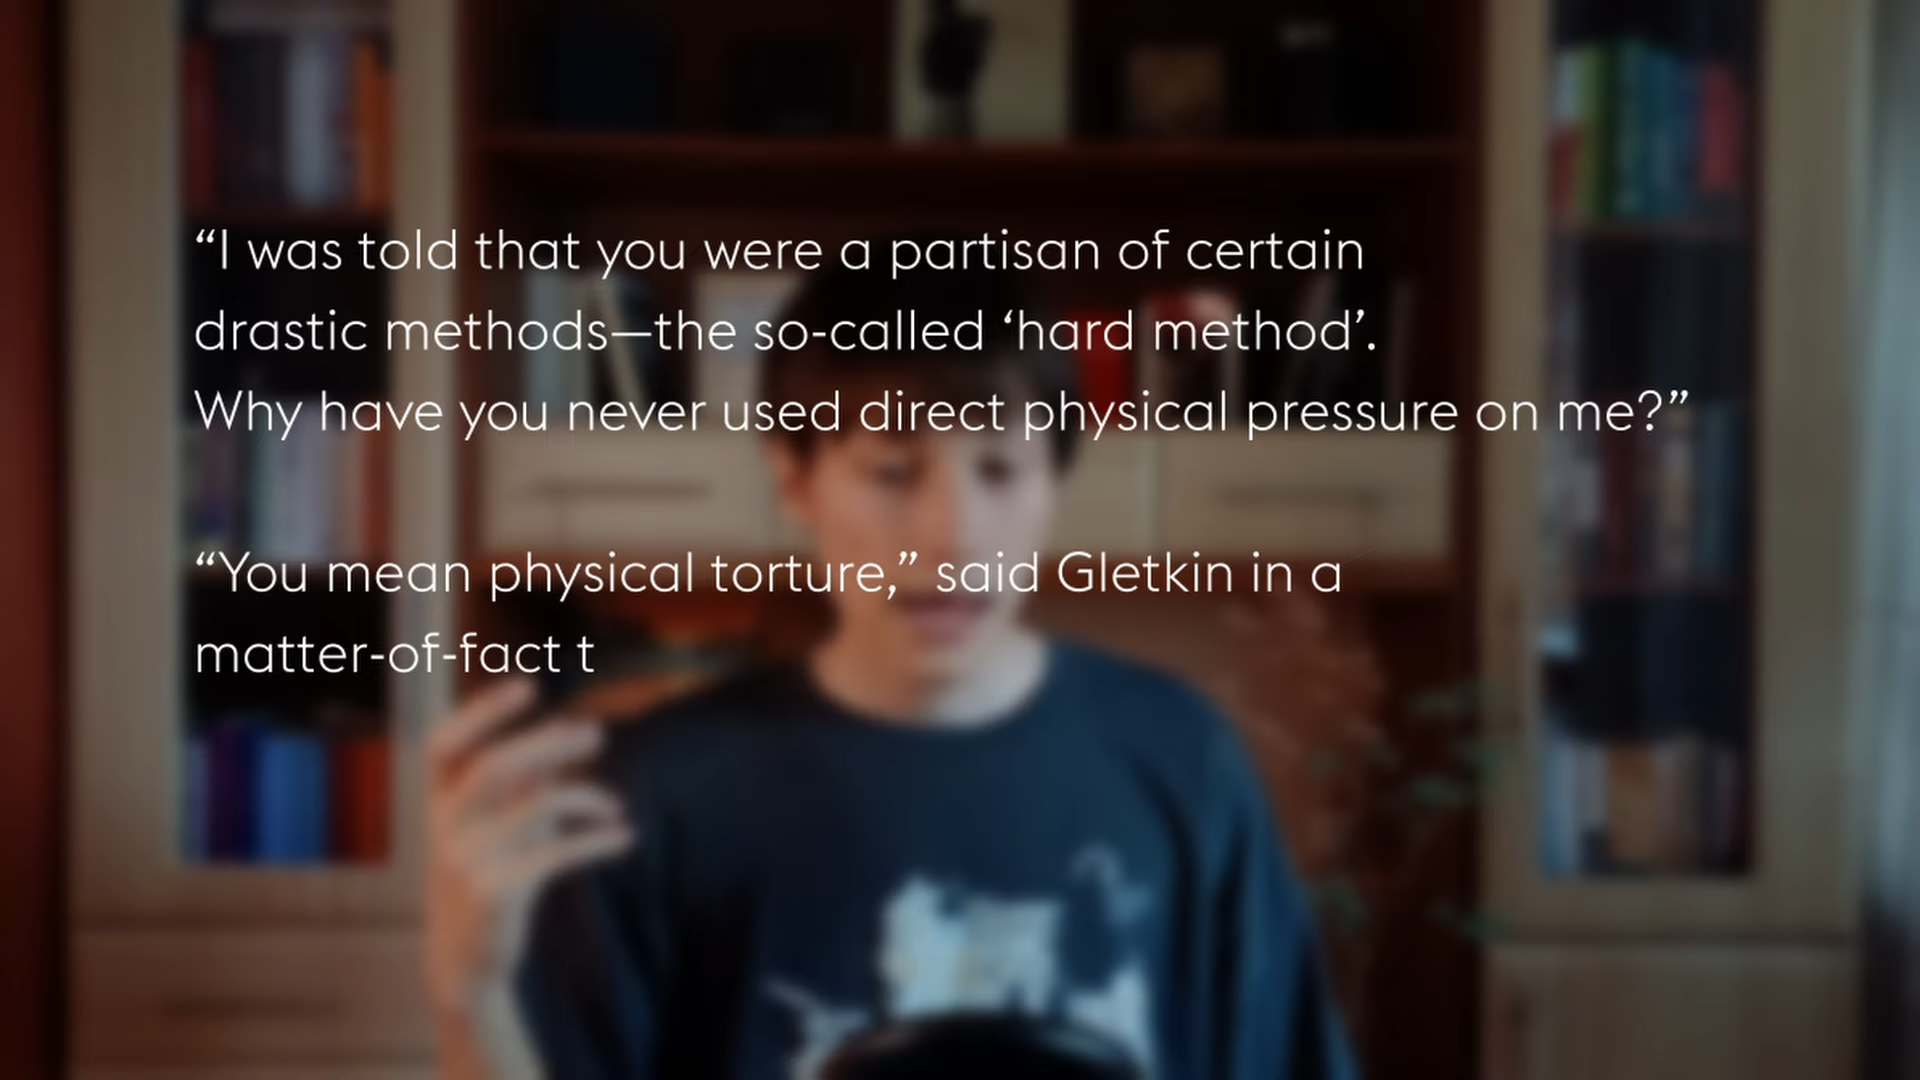 “I was told that you were a partisan of certain
drastic methods—the so-called ‘hard method’.
Why have you never used direct physical pressure on me?”
“You mean physical torture,” said Gletkin in a
matter-of-fact t